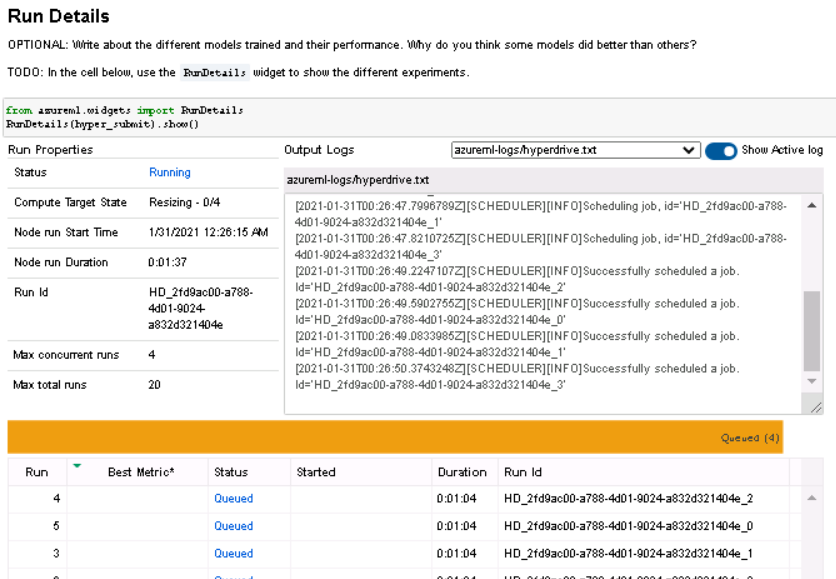 Run Details
OPTIONAL: Write about the different models trained and their performance. Why do you think some models did better than others?
TODO: In the cell below, use the RunDetails widget to show the different experiments.
from azureml.widgets import RunDetails
RunDetails(hyper_submit).show()
Run Properties
Status Running
Compute Target State Resizing - 0/4
Node run Start Time 1/31/2021 12:26:15 AM
Node run Duration 0:01:37
Run Id HD_2fd9ac00-a788-
4d01-9024-
a832d321404e
Max concurrent runs 4
Max total runs 20
Output Logs azureml-logs/hyperdrive.txt Show Active log
azureml-logs/hyperdrive.txt
[2021-01-31T00:26:47.7996789Z][SCHEDULER][INFO]Scheduling job, id='HD_2fd9ac00-a788-
4d01-9024-a832d321404e_1'
[2021-01-31T00:26:47.8210725Z][SCHEDULER][INFO]Scheduling job, id='HD_2fd9ac00-a788-
4d01-9024-a832d321404e_3'
[2021-01-31T00:26:49.2247107Z][SCHEDULER][INFO]Successfully scheduled a job.
Id='HD_2fd9ac00-a788-4d01-9024-a832d321404e_2'
[2021-01-31T00:26:49.5902755Z][SCHEDULER][INFO]Successfully scheduled a job.
Id='HD_2fd9ac00-a788-4d01-9024-a832d321404e_0'
[2021-01-31T00:26:49.0833985Z][SCHEDULER][INFO]Successfully scheduled a job.
Id='HD_2fd9ac00-a788-4d01-9024-a832d321404e_1'
[2021-01-31T00:26:50.3743248Z][SCHEDULER][INFO]Successfully scheduled a job.
Id='HD_2fd9ac00-a788-4d01-9024-a832d321404e_3'
Queued (4)
Run Best Metric* Status Started Duration Run Id
4 Queued 0:01:04 HD_2fd9ac00-a788-4d01-9024-a832d321404e_2
5 Queued 0:01:04 HD_2fd9ac00-a788-4d01-9024-a832d321404e_0
3 Queued 0:01:04 HD_2fd9ac00-a788-4d01-9024-a832d321404e_1